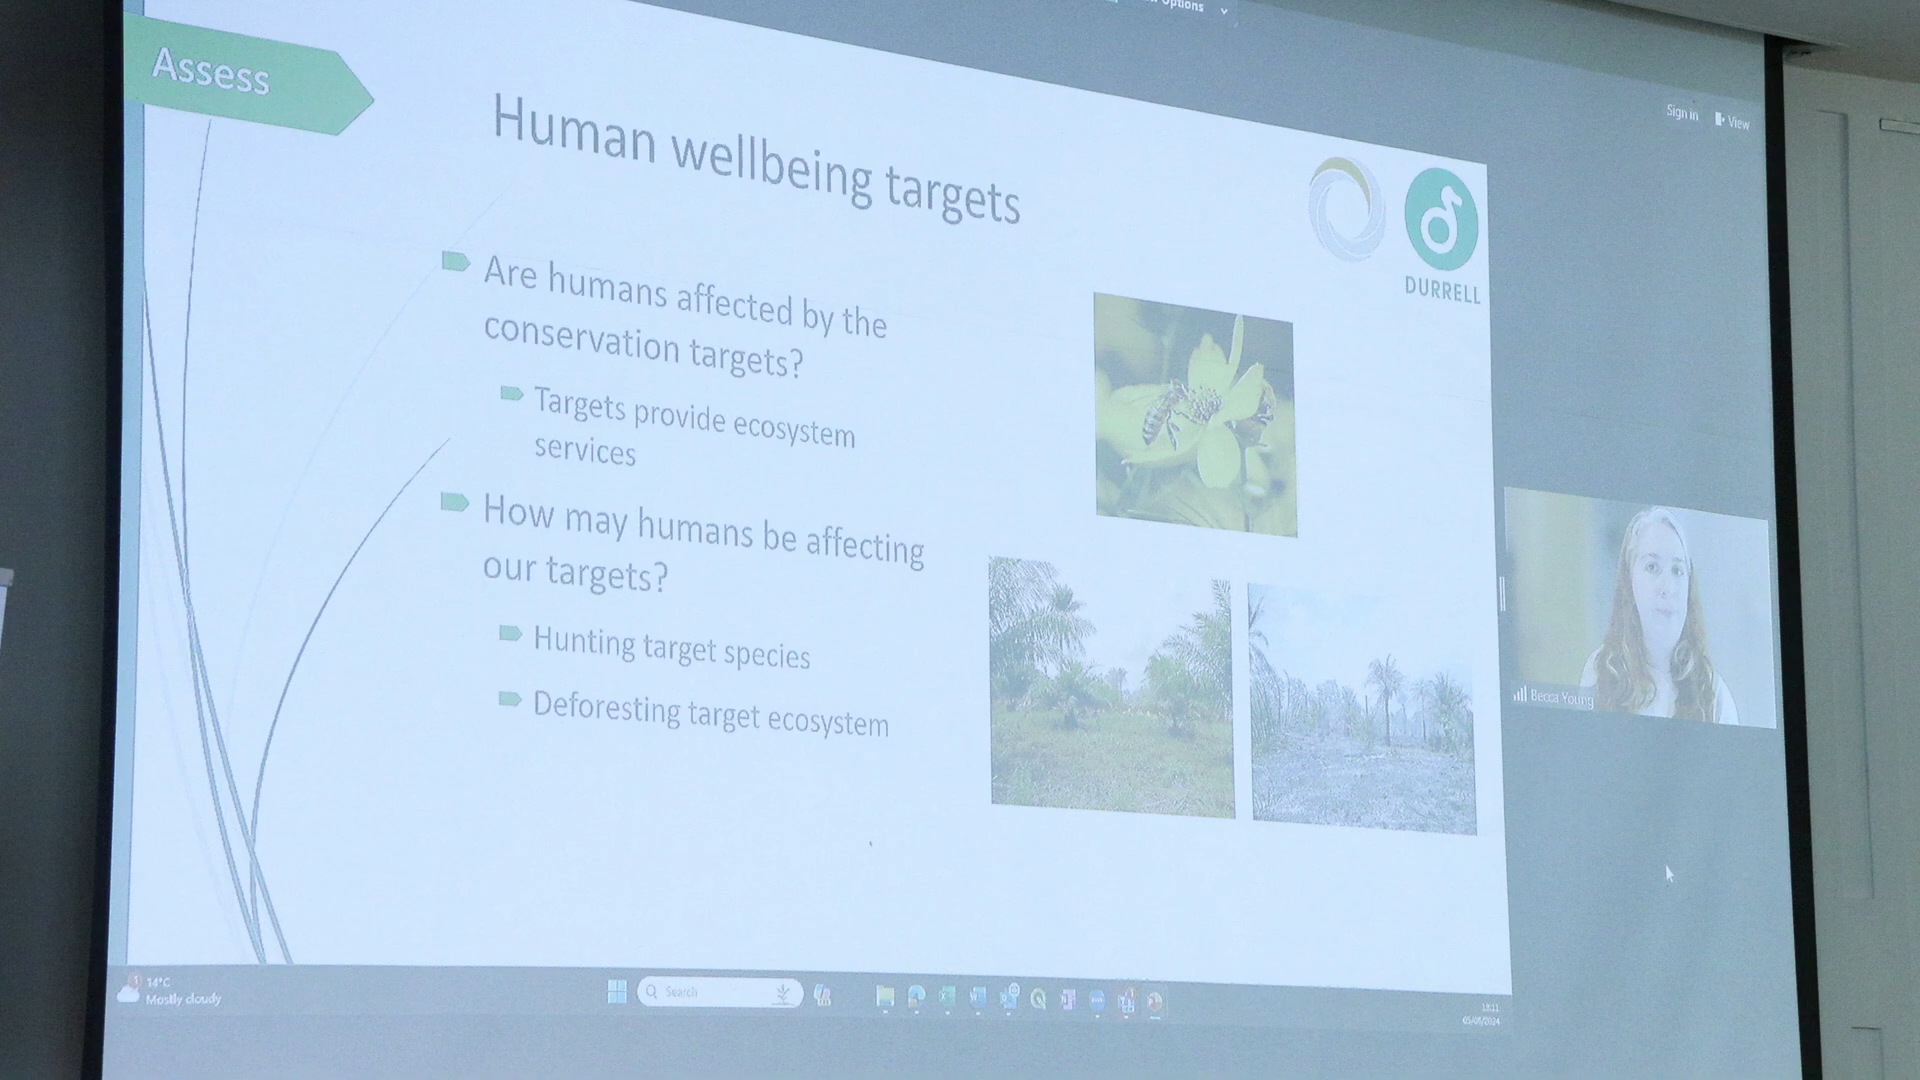 Options
Sign in
View
Assess
Human wellbeing targets
DURRELL
Are humans affected by the
conservation targets?
Targets provide ecosystem
services
How may humans be affecting
our targets?
Hunting target species
Deforesting target ecosystem
Becca Young
1
14°C
Mostly cloudy
Search